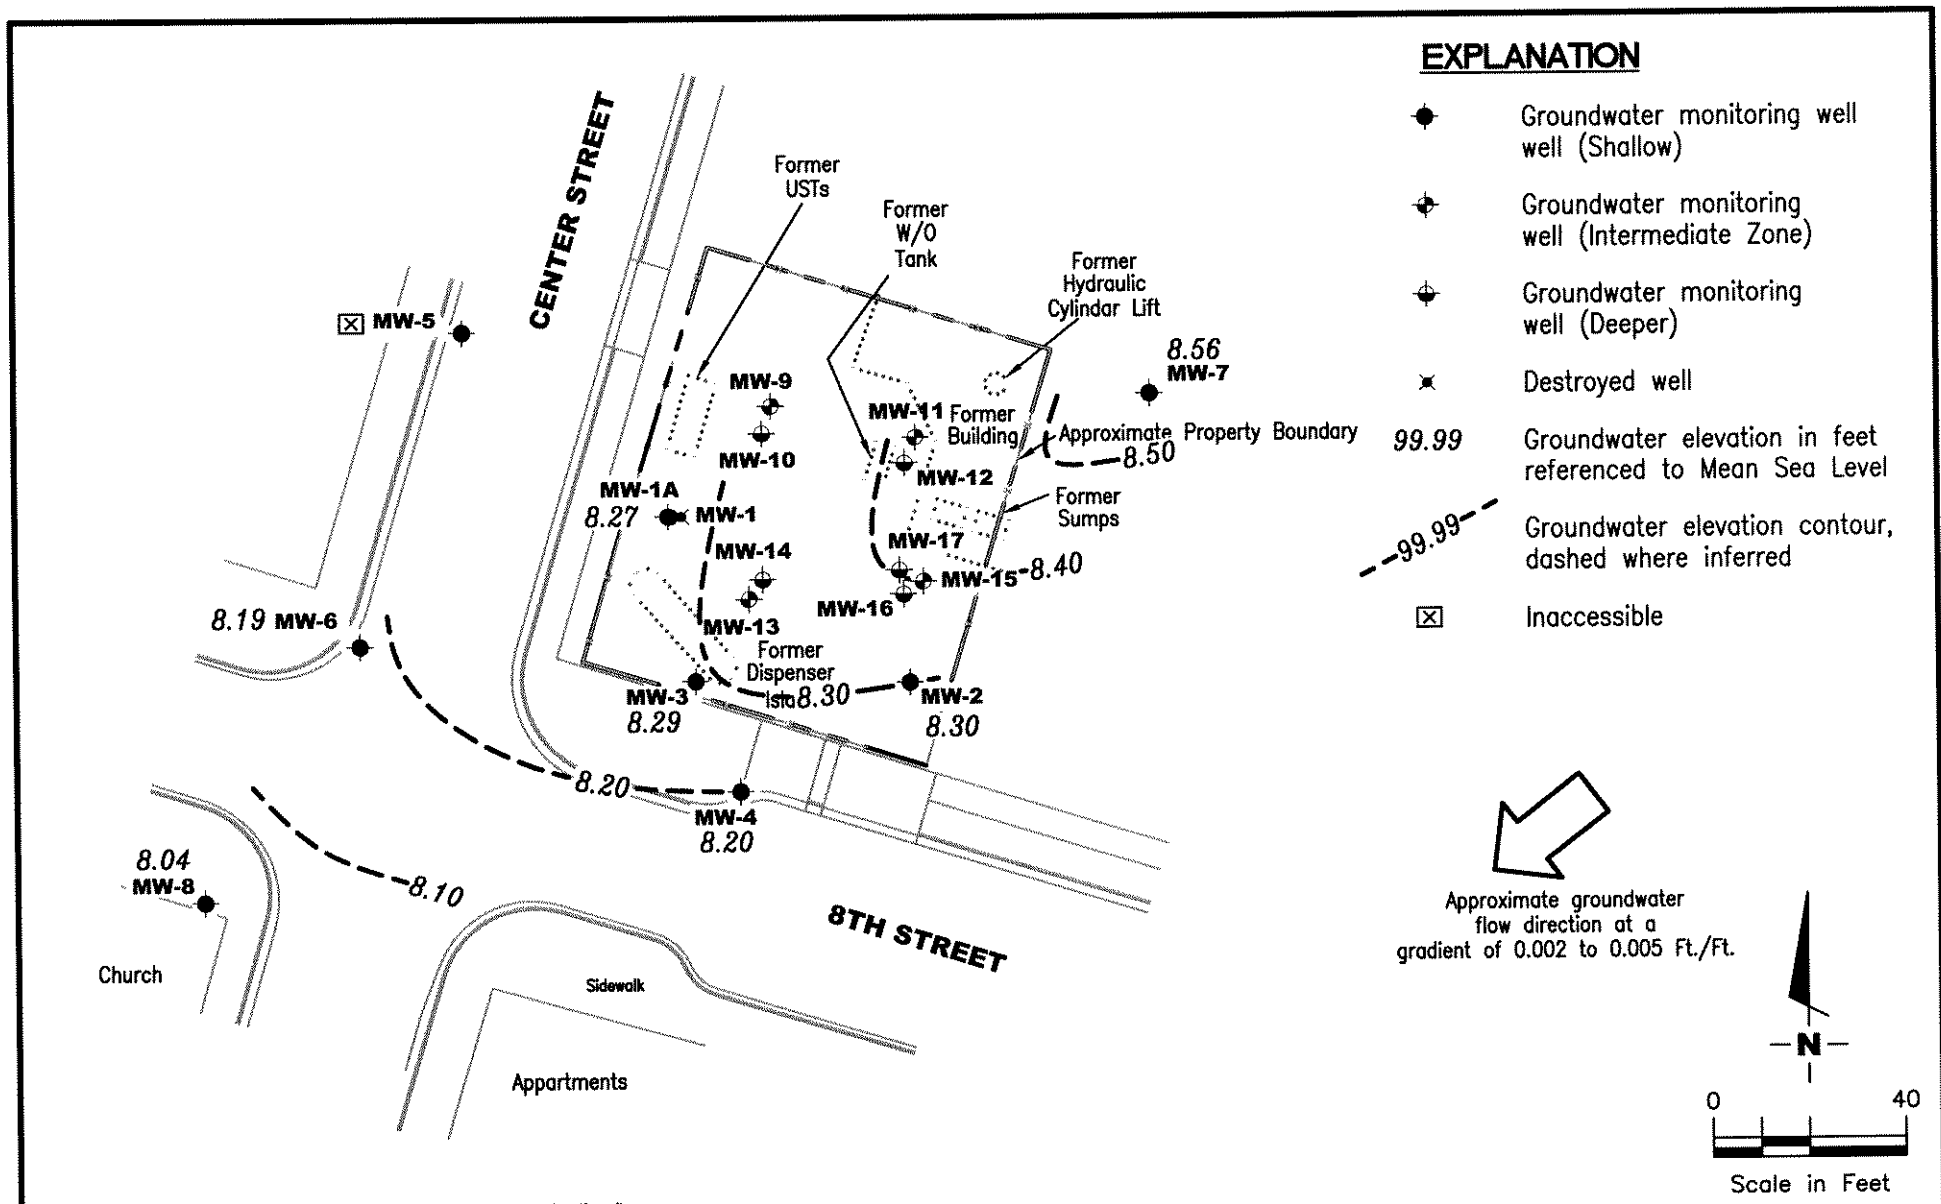 EXPLANATION
Groundwater monitoring well
well (Shallow)
Groundwater monitoring
well (Intermediate Zone)
Groundwater monitoring
well (Deeper)
Destroyed well
99.99
Groundwater elevation in feet
referenced to Mean Sea Level
99.99
Groundwater elevation contour,
dashed where inferred
Inaccessible
CENTER STREET
Former
USTs
Former
W/O
Tank
Former
Hydraulic
Cylindar Lift
MW-5
8.56
MW-7
MW-9
MW-10
MW-11
Former
Building
MW-12
Approximate Property Boundary
8.50
MW-1A
8.27
MW-1
Former
Sumps
MW-14
MW-17
MW-15
8.40
MW-16
MW-13
8.19
MW-6
Former
Dispenser
Isla
8.30
MW-3
8.29
MW-2
8.30
8.20
MW-4
8.20
8.04
MW-8
8.10
8TH STREET
Church
Sidewalk
Appartments
Approximate groundwater
flow direction at a
gradient of 0.002 to 0.005 Ft./Ft.
N
0
40
Scale in Feet